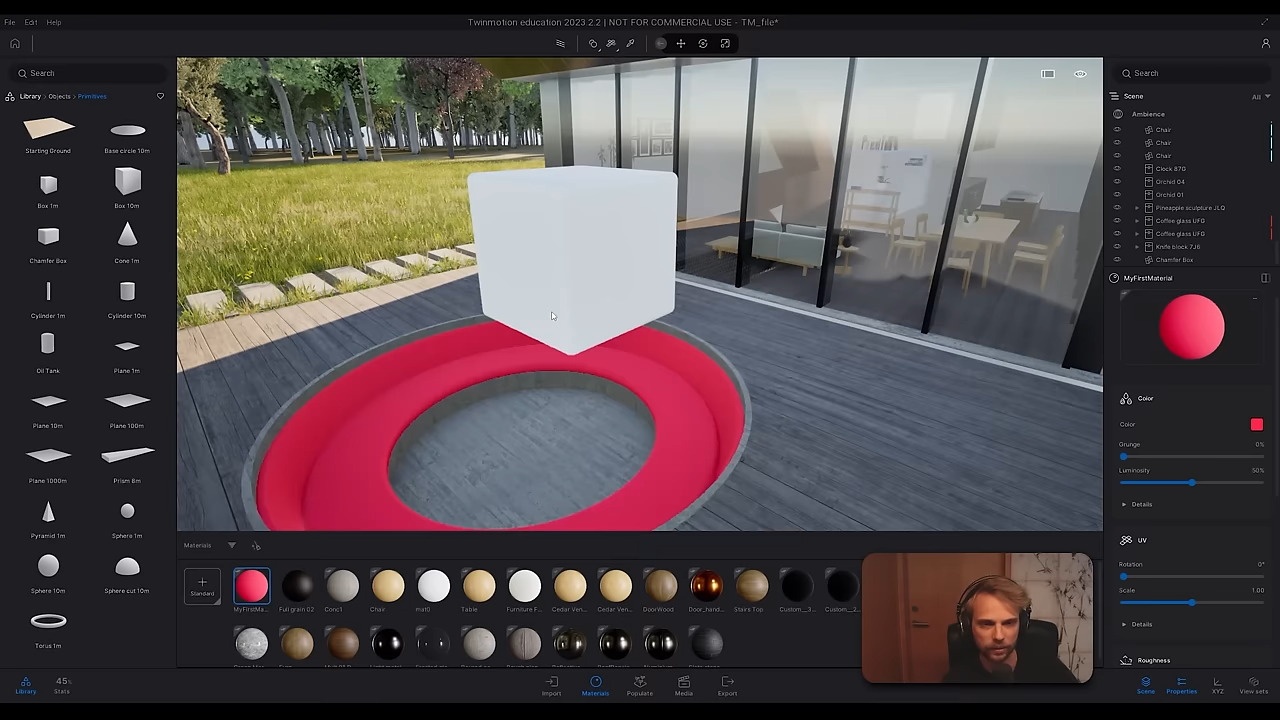 File Edit Help
Twinmotion education 2023.2.2 | NOT FOR COMMERCIAL USE - TM_file*
Search
Library > Objects > Primitives
Starting Ground
Base circle 10m
Box 1m
Box 10m
Chamfer Box
Cone 1m
Cylinder 1m
Cylinder 10m
Oil Tank
Plane 1m
Plane 10m
Plane 100m
Plane 1000m
Prism 8m
Pyramid 1m
Sphere 1m
Sphere 10m
Sphere cut 10m
Torus 1m
Library
45%
Stats
Materials
Standard
MyFirstMa...
Full grain 02
Conc1
Chair
mat0
Table
Furniture F...
Cedar Ven...
Cedar Ven...
DoorWood
Door_hand...
Stairs Top
Custom__3...
Custom__2...
Import
Materials
Populate
Media
Export
Search
Scene
All
Ambience
Chair
Chair
Chair
Clock 87G
Orchid 04
Orchid 01
Pineapple sculpture JLQ
Coffee glass UFG
Coffee glass UFG
Knife block 7J6
Chamfer Box
MyFirstMaterial
Color
Color
Grunge 0%
Luminosity 50%
Details
UV
Rotation 0°
Scale 1.00
Details
Roughness
Scene
Properties
XYZ
View sets